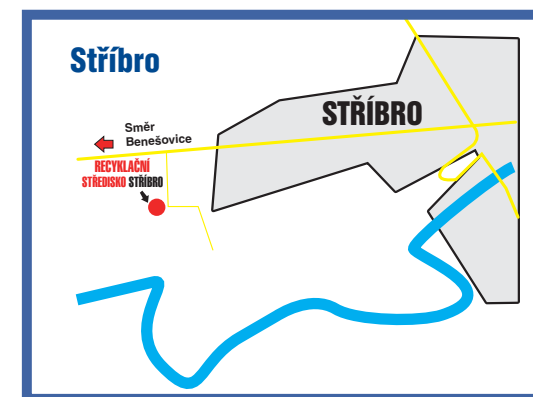 Stříbro
STŘÍBRO
Směr
Benešovice
RECYKLAČNÍ
STŘEDISKO STŘÍBRO